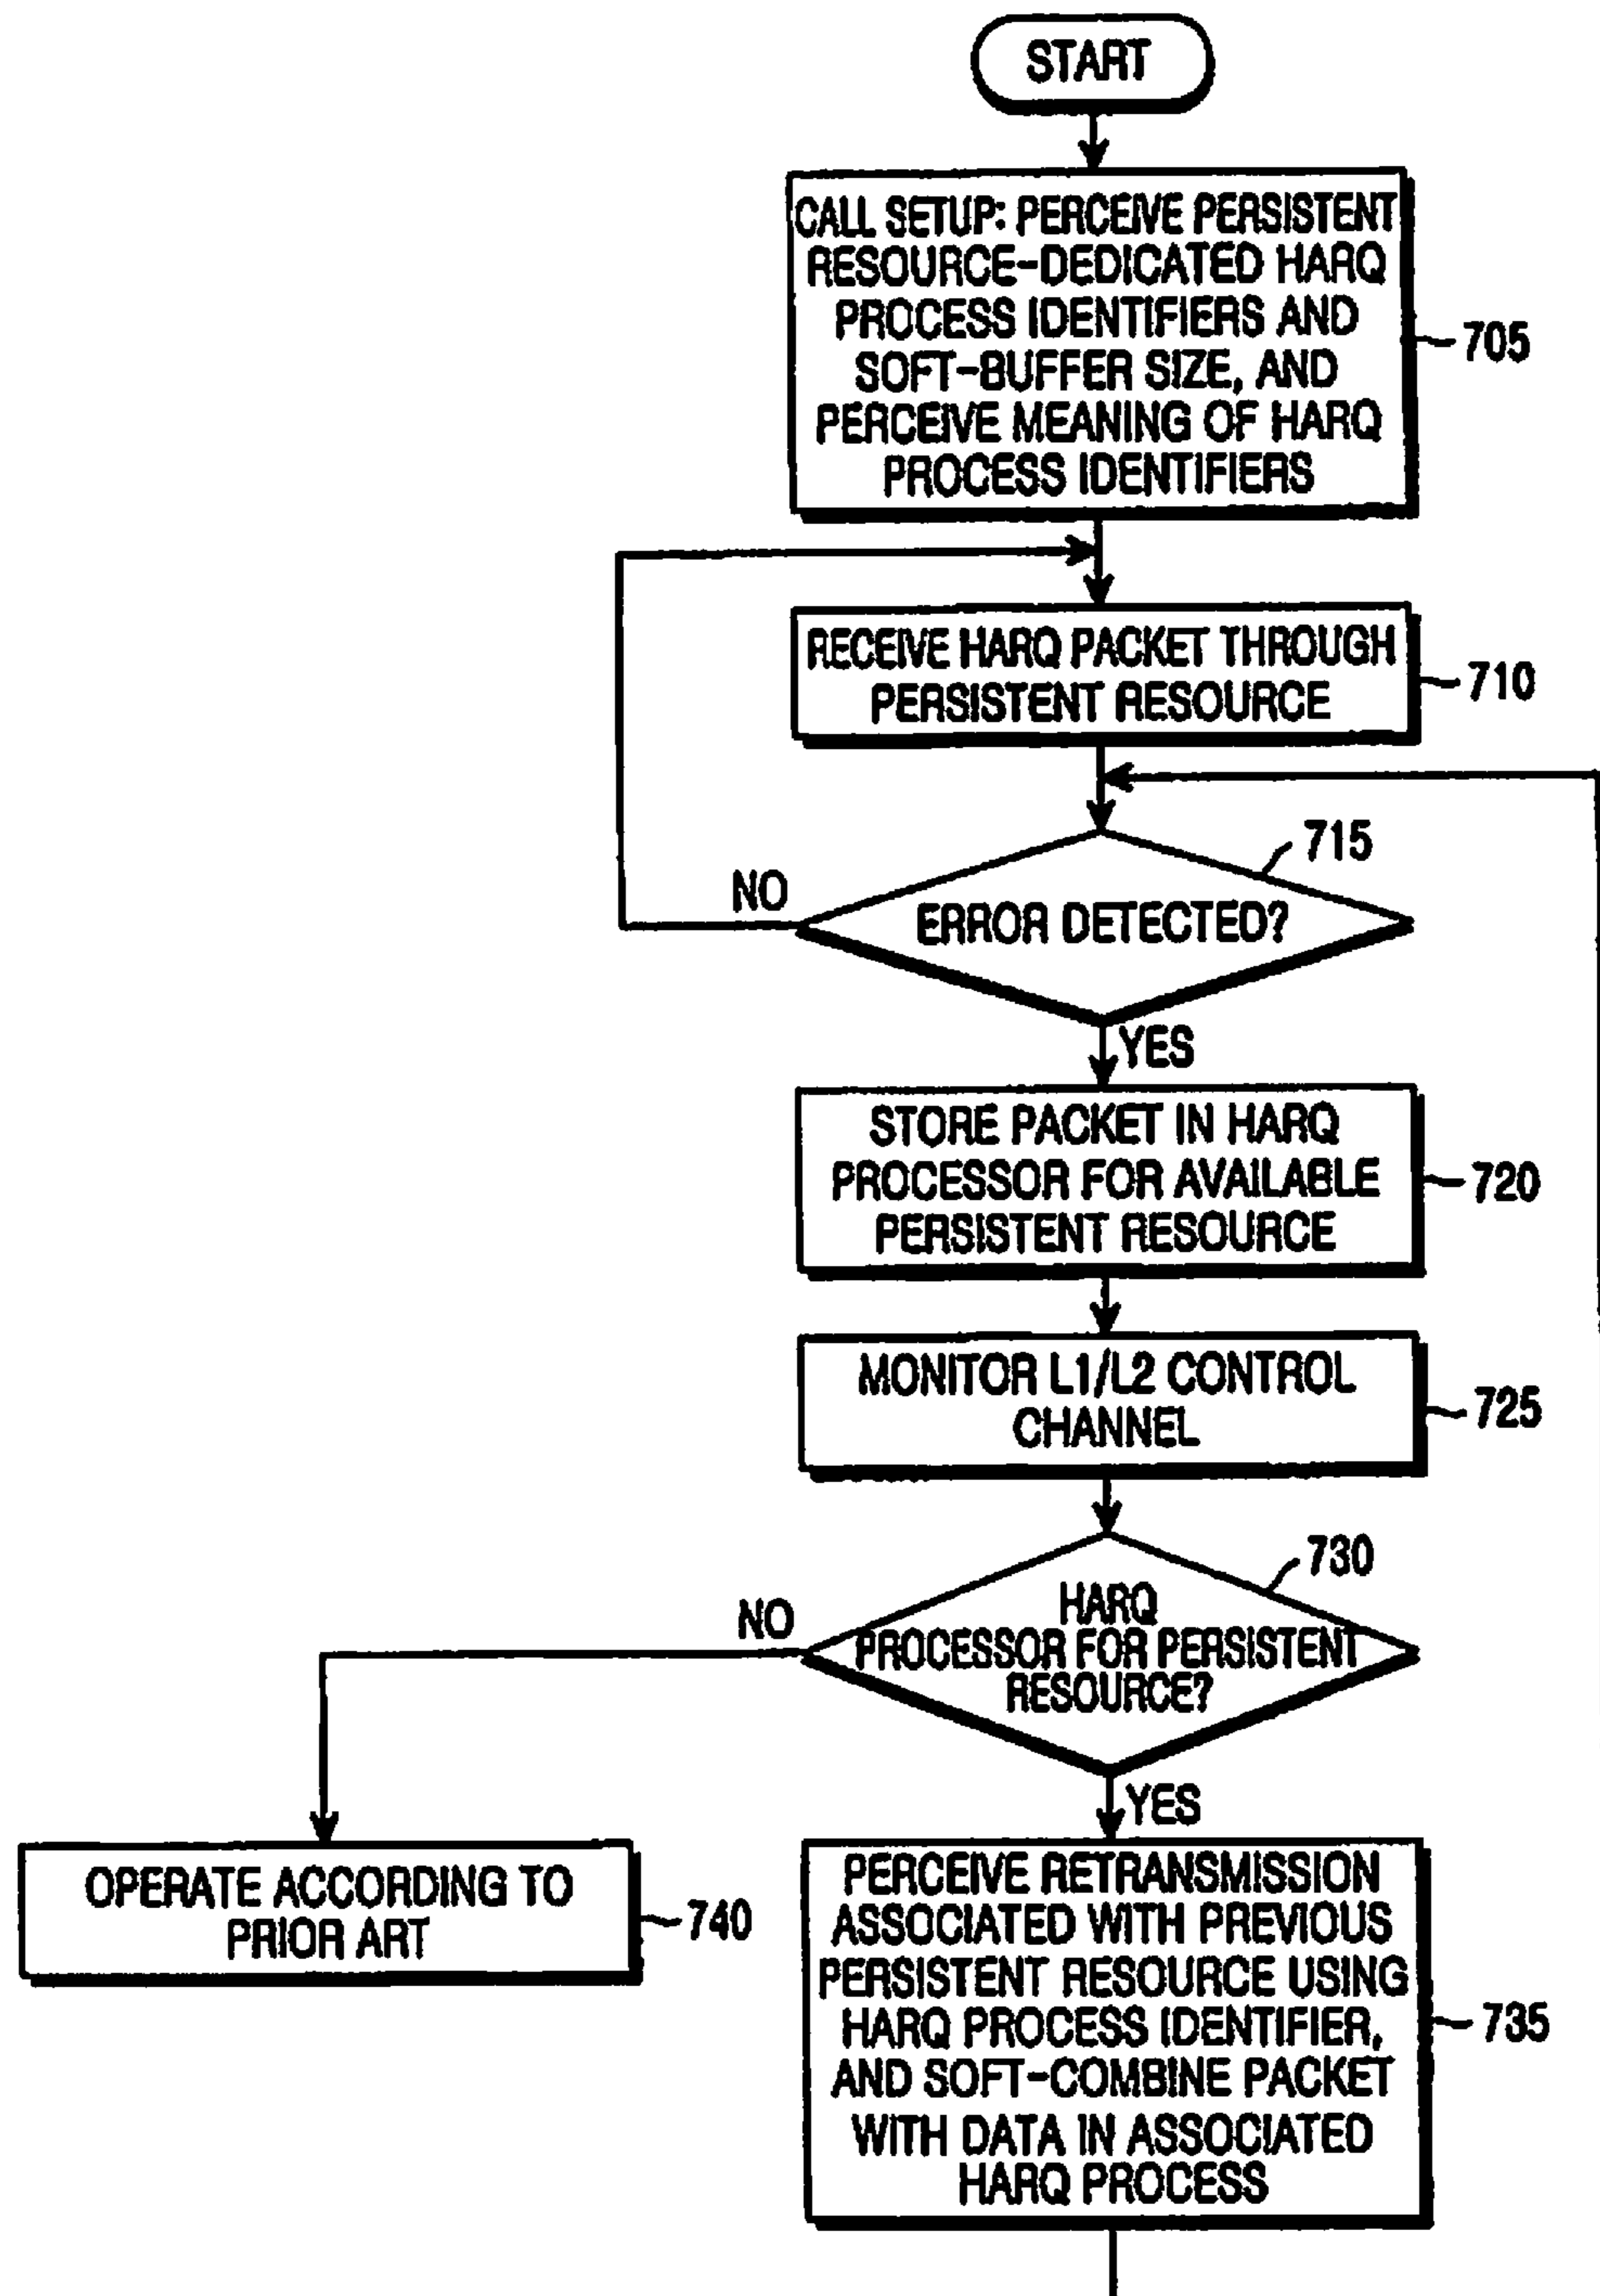 START
CALL SETUP: PERCEIVE PERSISTENT
RESOURCE-DEDICATED HARQ
PROCESS IDENTIFIERS AND
SOFT-BUFFER SIZE, AND
PERCEIVE MEANING OF HARQ
PROCESS IDENTIFIERS
705
RECEIVE HARQ PACKET THROUGH
PERSISTENT RESOURCE
710
715
NO
ERROR DETECTED?
YES
STORE PACKET IN HARQ
PROCESSOR FOR AVAILABLE
PERSISTENT RESOURCE
720
MONITOR L1/L2 CONTROL
CHANNEL
725
730
NO
HARQ
PROCESSOR FOR PERSISTENT
RESOURCE?
YES
OPERATE ACCORDING TO
PRIOR ART
740
PERCEIVE RETRANSMISSION
ASSOCIATED WITH PREVIOUS
PERSISTENT RESOURCE USING
HARQ PROCESS IDENTIFIER,
AND SOFT-COMBINE PACKET
WITH DATA IN ASSOCIATED
HARQ PROCESS
735